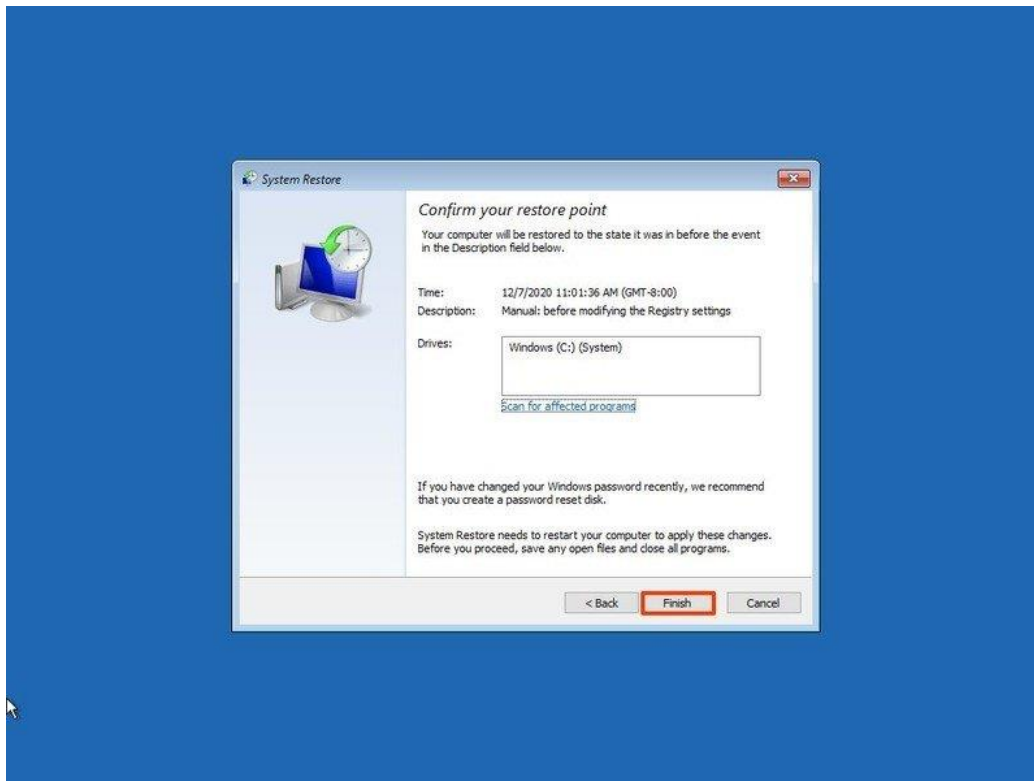 System Restore
Confirm your restore point
Your computer will be restored to the state it was in before the event
in the Description field below.
Time: 12/7/2020 11:01:36 AM (GMT-8:00)
Description: Manual: before modifying the Registry settings
Drives: Windows (C:) (System)
Scan for affected programs
If you have changed your Windows password recently, we recommend
that you create a password reset disk.
System Restore needs to restart your computer to apply these changes.
Before you proceed, save any open files and close all programs.
< Back Finish Cancel